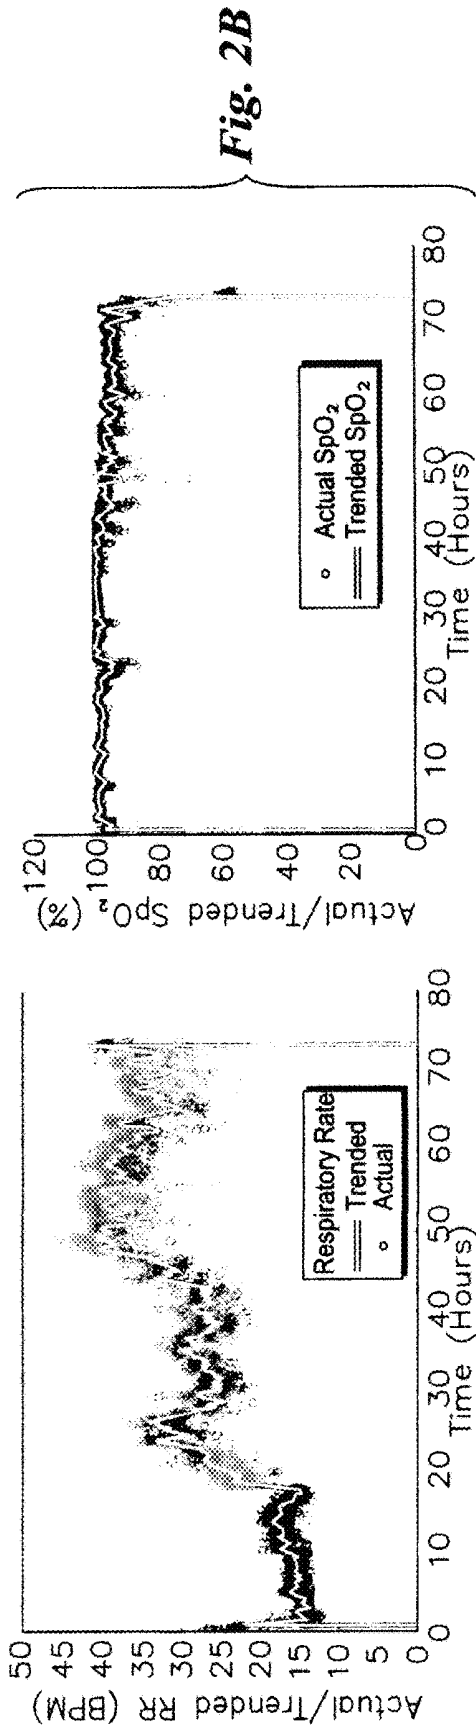 Fig. 2B
Actual/Trended RR (BPM)
50
45
40
35
30
25
20
15
10
5
0
Respiratory Rate
Trended
Actual
0 10 20 30 40 50 60 70 80
Time (Hours)
Actual/Trended SpO₂ (%)
120
100
80
60
40
20
0
Actual SpO₂
Trended SpO₂
0 10 20 30 40 50 60 70 80
Time (Hours)